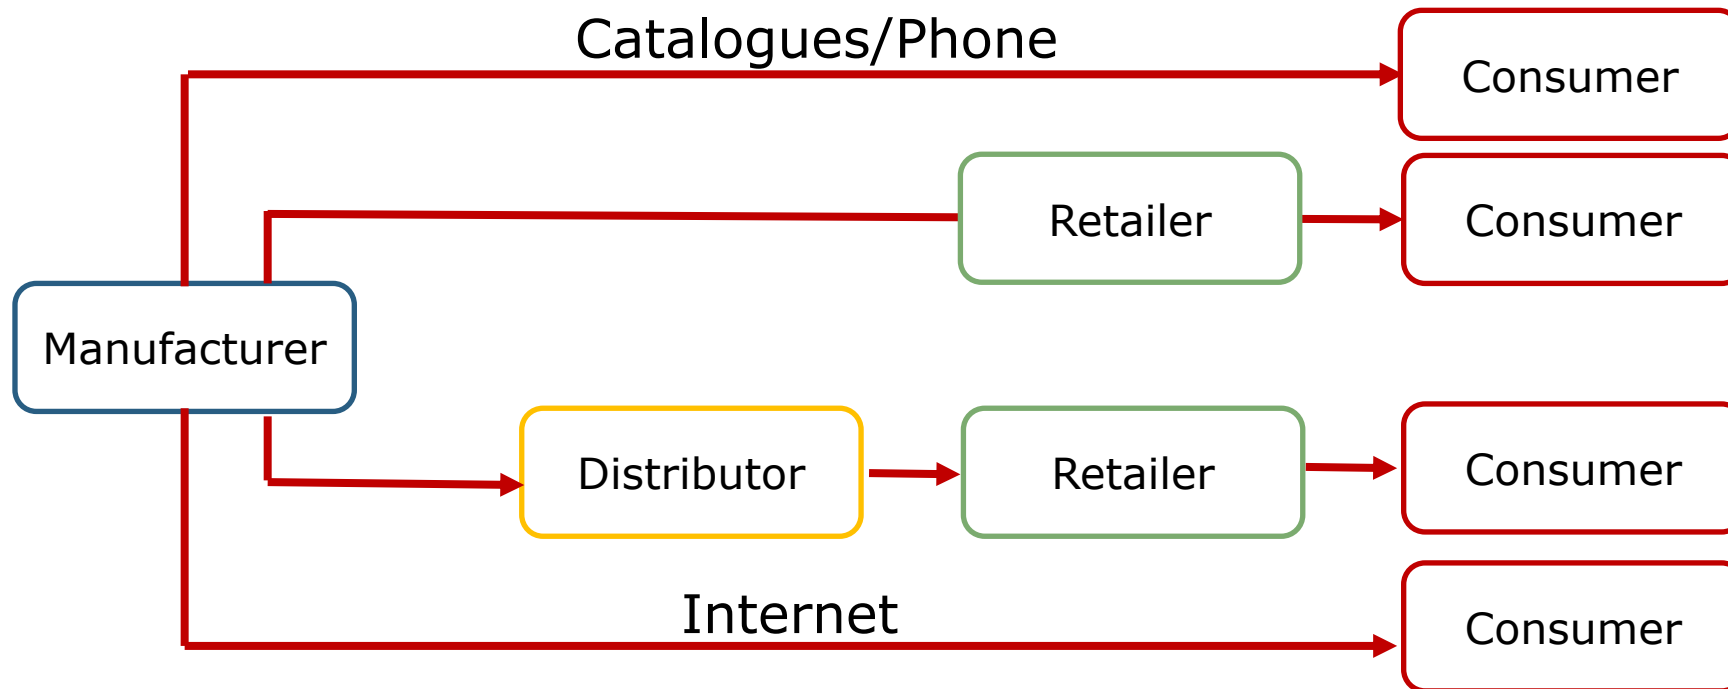 Catalogues/Phone
Consumer
Retailer
Consumer
Manufacturer
Distributor
Retailer
Consumer
Internet
Consumer